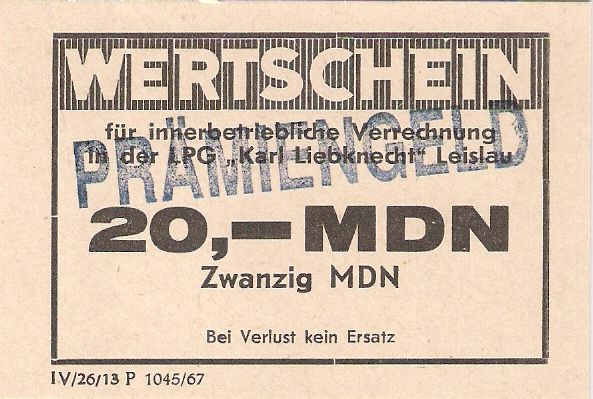 WERTSCHEIN
für innerbetriebliche Verrechnung
in der LPG „Karl Liebknecht" Leislau
PRÄMIENGELD
20,— MDN
Zwanzig MDN
Bei Verlust kein Ersatz
IV/26/13 P 1045/67